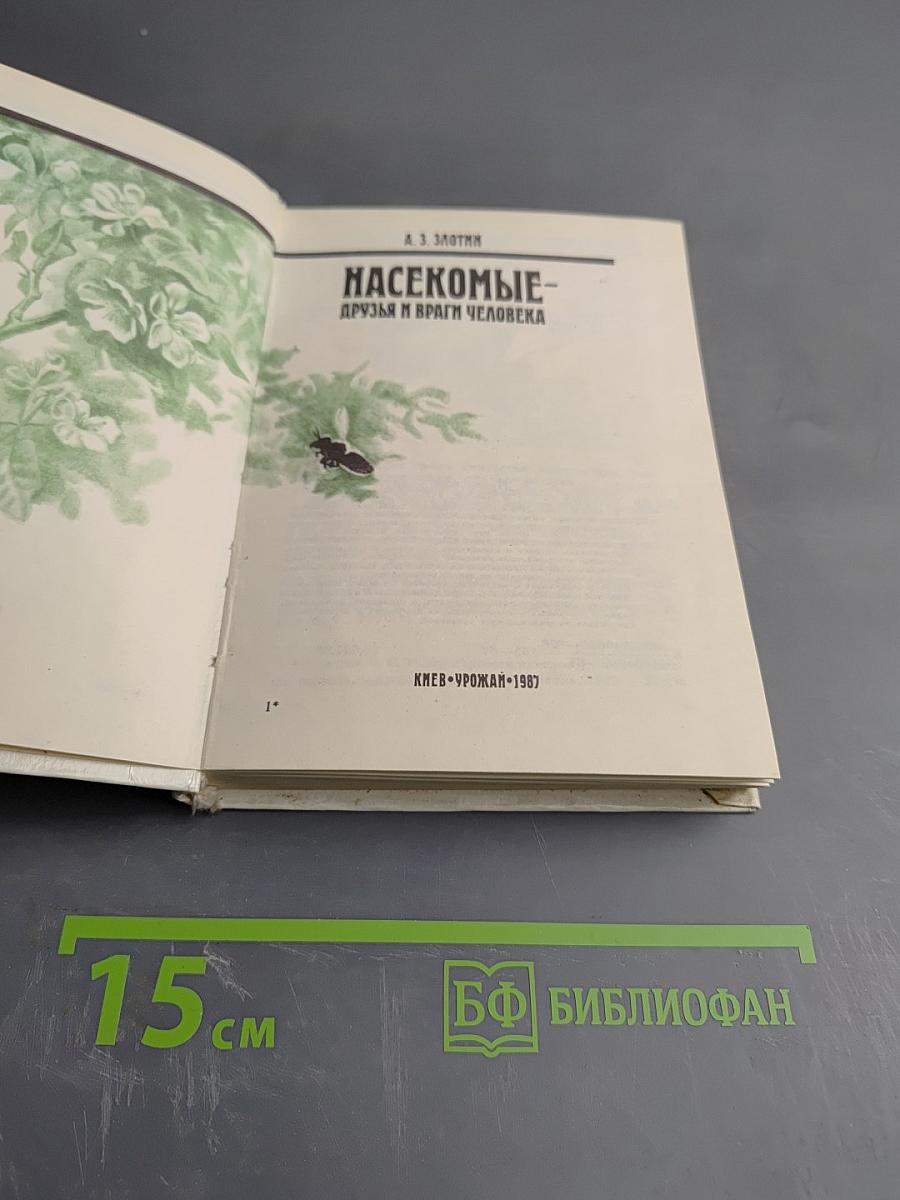 А. З. ЗЛОТИН
НАСЕКОМЫЕ–
ДРУЗЬЯ И ВРАГИ ЧЕЛОВЕКА
КИЕВ•УРОЖАЙ•1987
1*
15 СМ
БФ БИБЛИОФАН